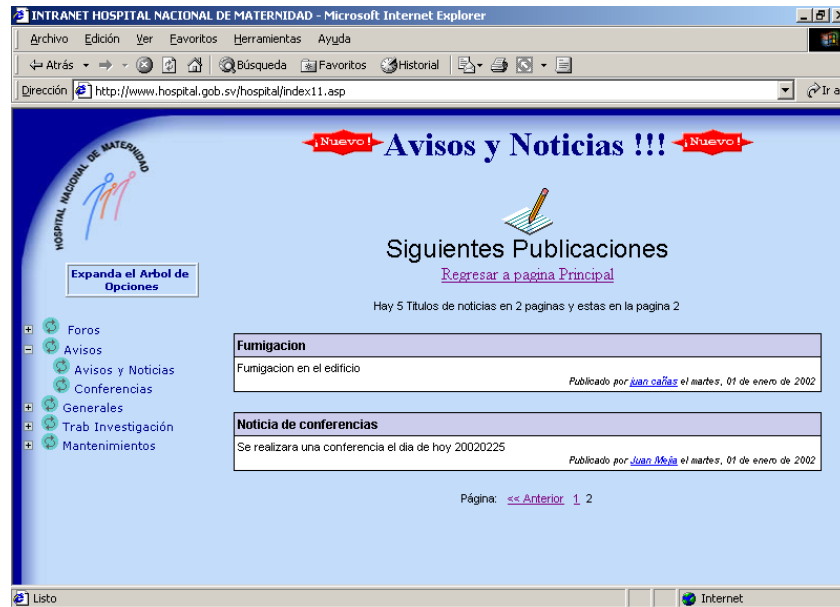 INTRANET HOSPITAL NACIONAL DE MATERNIDAD - Microsoft Internet Explorer
Archivo Edición Ver Favoritos Herramientas Ayuda
Atrás Búsqueda Favoritos Historial
Dirección http://www.hospital.gob.sv/hospital/index11.asp Ir a
HOSPITAL NACIONAL DE MATERNIDAD
¡Nuevo! Avisos y Noticias !!! ¡Nuevo!
Siguientes Publicaciones
Regresar a pagina Principal
Hay 5 Titulos de noticias en 2 paginas y estas en la pagina 2
Expanda el Arbol de
Opciones
Foros
Avisos
Avisos y Noticias
Conferencias
Generales
Trab Investigación
Mantenimientos
Fumigacion
Fumigacion en el edificio
Publicado por juan cañas el martes, 01 de enero de 2002
Noticia de conferencias
Se realizara una conferencia el dia de hoy 20020225
Publicado por Juan Mejia el martes, 01 de enero de 2002
Página: << Anterior 1 2
Listo Internet